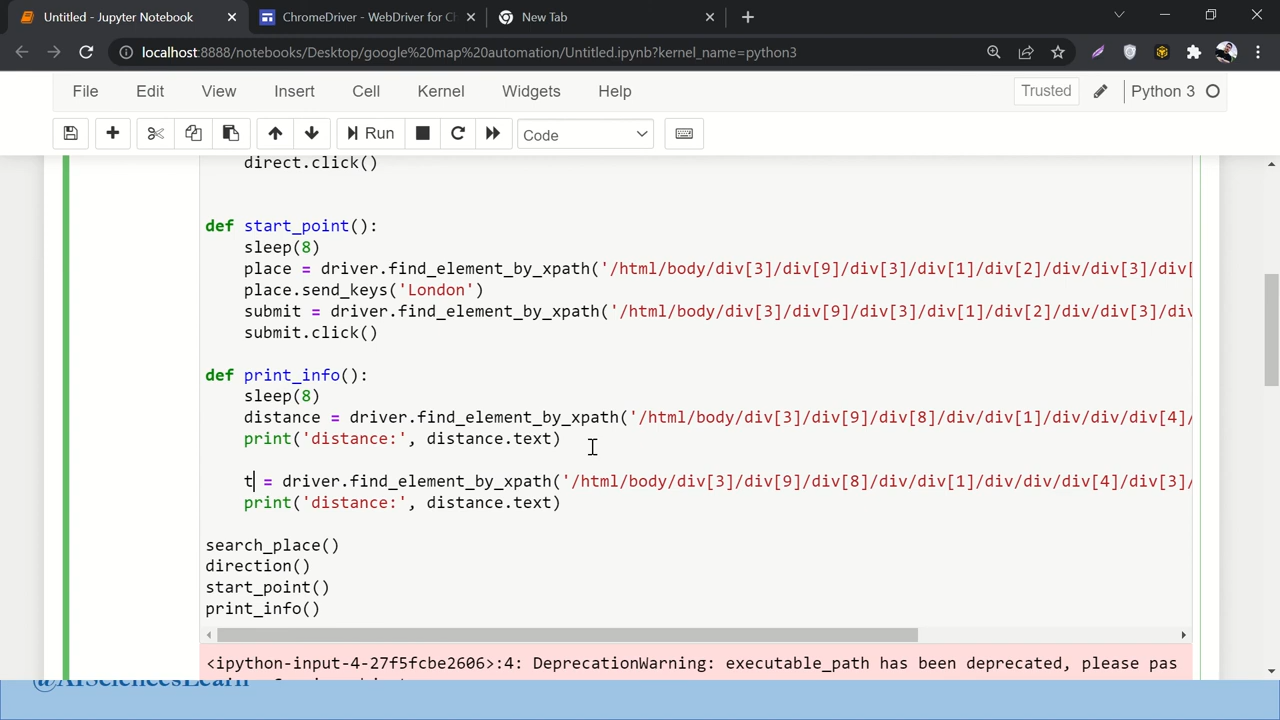 Untitled - Jupyter Notebook
ChromeDriver - WebDriver for Ch
New Tab
localhost:8888/notebooks/Desktop/google%20map%20automation/Untitled.ipynb?kernel_name=python3
File Edit View Insert Cell Kernel Widgets Help
Trusted
Python 3
Run
Code
direct.click()
def start_point():
sleep(8)
place = driver.find_element_by_xpath('/html/body/div[3]/div[9]/div[3]/div[1]/div[2]/div/div[3]/div[
place.send_keys('London')
submit = driver.find_element_by_xpath('/html/body/div[3]/div[9]/div[3]/div[1]/div[2]/div/div[3]/div
submit.click()
def print_info():
sleep(8)
distance = driver.find_element_by_xpath('/html/body/div[3]/div[9]/div[8]/div/div[1]/div/div/div[4]/
print('distance:', distance.text)
t = driver.find_element_by_xpath('/html/body/div[3]/div[9]/div[8]/div/div[1]/div/div/div[4]/div[3]/
print('distance:', distance.text)
search_place()
direction()
start_point()
print_info()
<ipython-input-4-27f5fcbe2606>:4: DeprecationWarning: executable_path has been deprecated, please pas
@AISciencesLearn